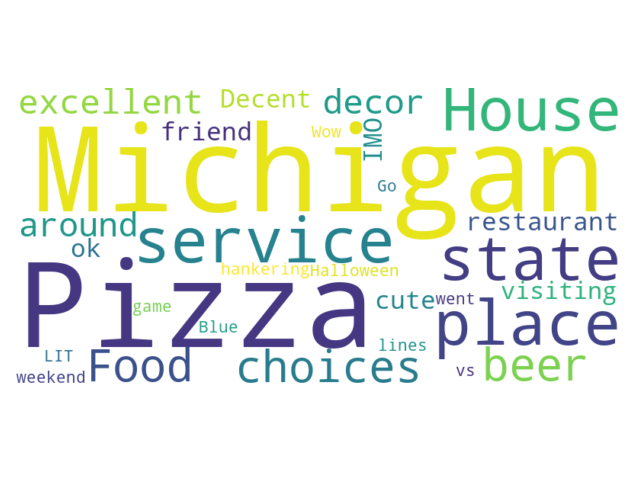 excellent Decent decor House
Michigan
friend Wow IMO
Go
around service restaurant
ok state
hankering Halloween
Pizza
cute went visiting
game Blue place
lines
LIT Food choices vs beer
weekend